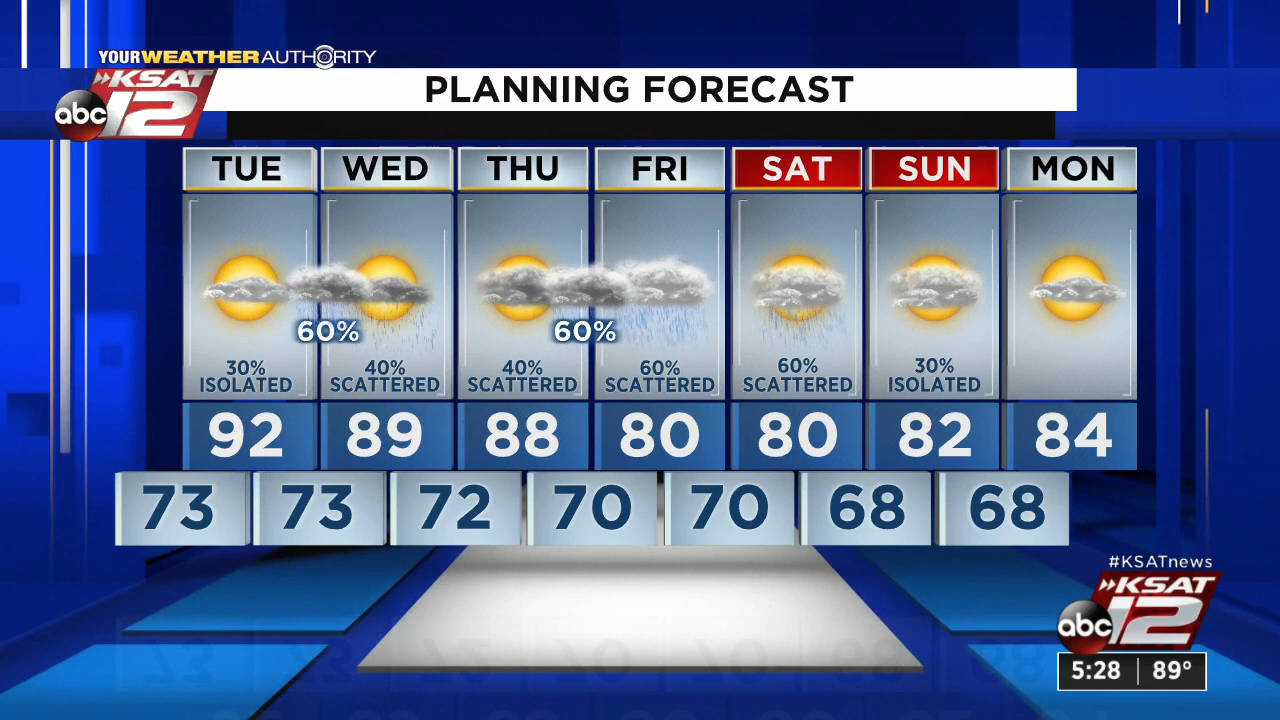 YOURWEATHERAUTHORITY
KSAT
abc 12
PLANNING FORECAST
TUE WED THU FRI SAT SUN MON
60% 60%
30% 40% 40% 60% 60% 30%
ISOLATED SCATTERED SCATTERED SCATTERED SCATTERED ISOLATED
92 89 88 80 80 82 84
73 73 72 70 70 68 68
#KSATnews
KSAT
abc 12
5:28 89°